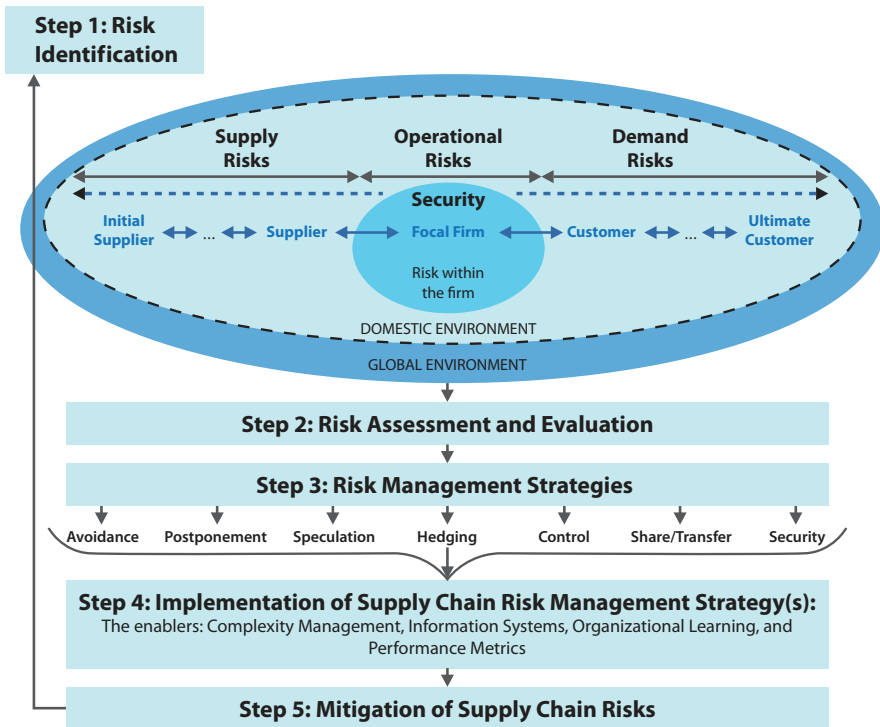 Step 1: Risk
Identification
Supply
Risks
Operational
Risks
Demand
Risks
Security
Initial
Supplier
...
Supplier
Focal Firm
Customer
...
Ultimate
Customer
Risk within
the firm
DOMESTIC ENVIRONMENT
GLOBAL ENVIRONMENT
Step 2: Risk Assessment and Evaluation
Step 3: Risk Management Strategies
Avoidance Postponement Speculation Hedging Control Share/Transfer Security
Step 4: Implementation of Supply Chain Risk Management Strategy(s):
The enablers: Complexity Management, Information Systems, Organizational Learning, and
Performance Metrics
Step 5: Mitigation of Supply Chain Risks